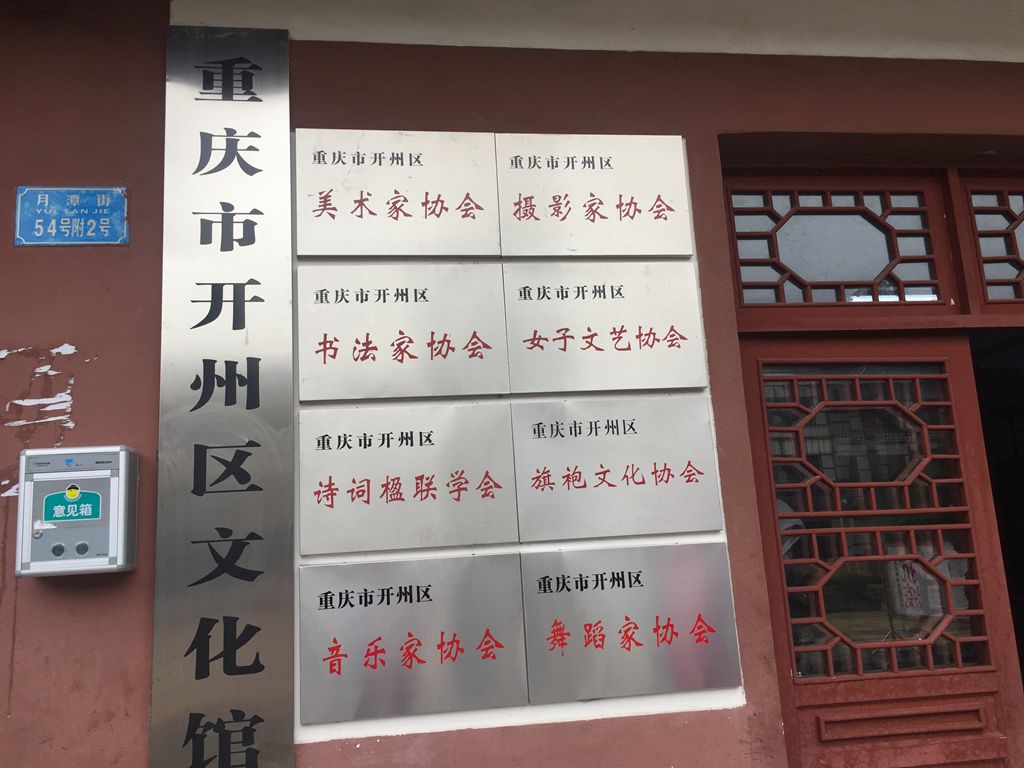 月潭街
YUE TAN JIE
54号附2号
意见箱
重庆市开州区文化馆
重庆市开州区
美术家协会
重庆市开州区
摄影家协会
重庆市开州区
书法家协会
重庆市开州区
女子文艺协会
重庆市开州区
诗词楹联学会
重庆市开州区
旗袍文化协会
重庆市开州区
音乐家协会
重庆市开州区
舞蹈家协会